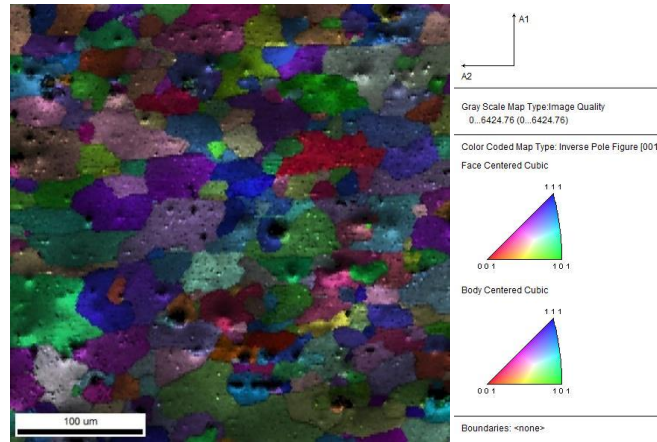 A1
A2
Gray Scale Map Type:Image Quality
0...6424.76 (0...6424.76)
Color Coded Map Type: Inverse Pole Figure [001
Face Centered Cubic
1 1 1
0 0 1
1 0 1
Body Centered Cubic
1 1 1
0 0 1
1 0 1
100 um
Boundaries: <none>